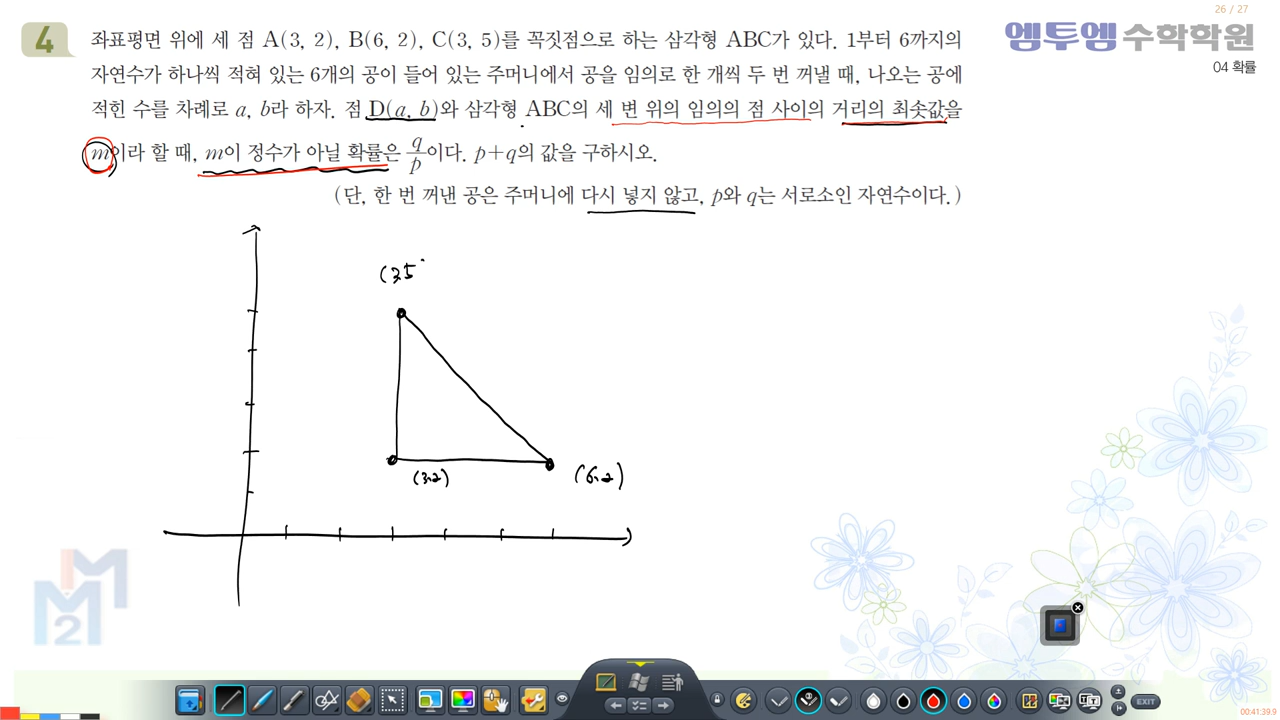 26 / 27
엠투엠수학학원
04 확률
4 좌표평면 위에 세 점 A(3, 2), B(6, 2), C(3, 5)를 꼭짓점으로 하는 삼각형 ABC가 있다. 1부터 6까지의
자연수가 하나씩 적혀 있는 6개의 공이 들어 있는 주머니에서 공을 임의로 한 개씩 두 번 꺼낼 때, 나오는 공에
적힌 수를 차례로 a, b라 하자. 점 D(a, b)와 삼각형 ABC의 세 변 위의 임의의 점 사이의 거리의 최솟값을
m이라 할 때, m이 정수가 아닐 확률은 q/p이다. p+q의 값을 구하시오.
(단, 한 번 꺼낸 공은 주머니에 다시 넣지 않고, p와 q는 서로소인 자연수이다.)
(3,5
(3,2)
(6,2)
M M 2
EXIT
00:41:39.9